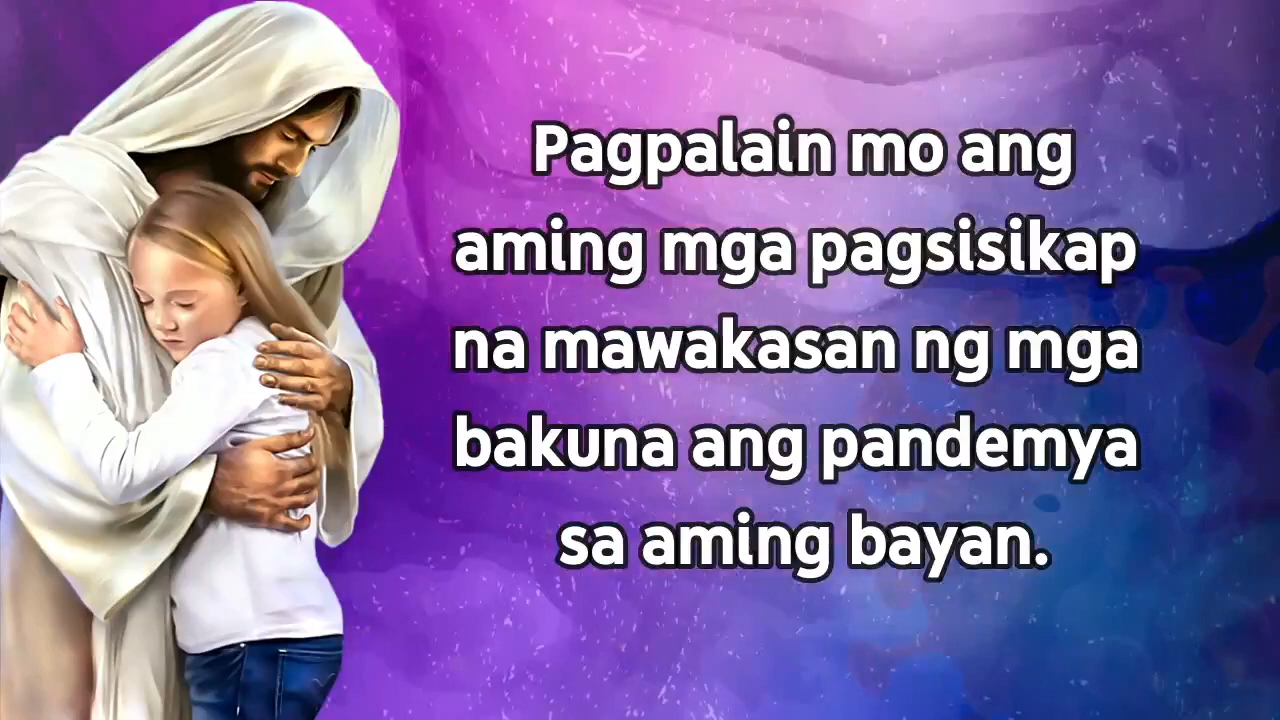 Pagpalain mo ang
aming mga pagsisikap
na mawakasan ng mga
bakuna ang pandemya
sa aming bayan.